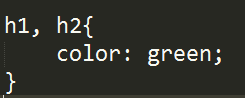 h1, h2{
    color: green;
}